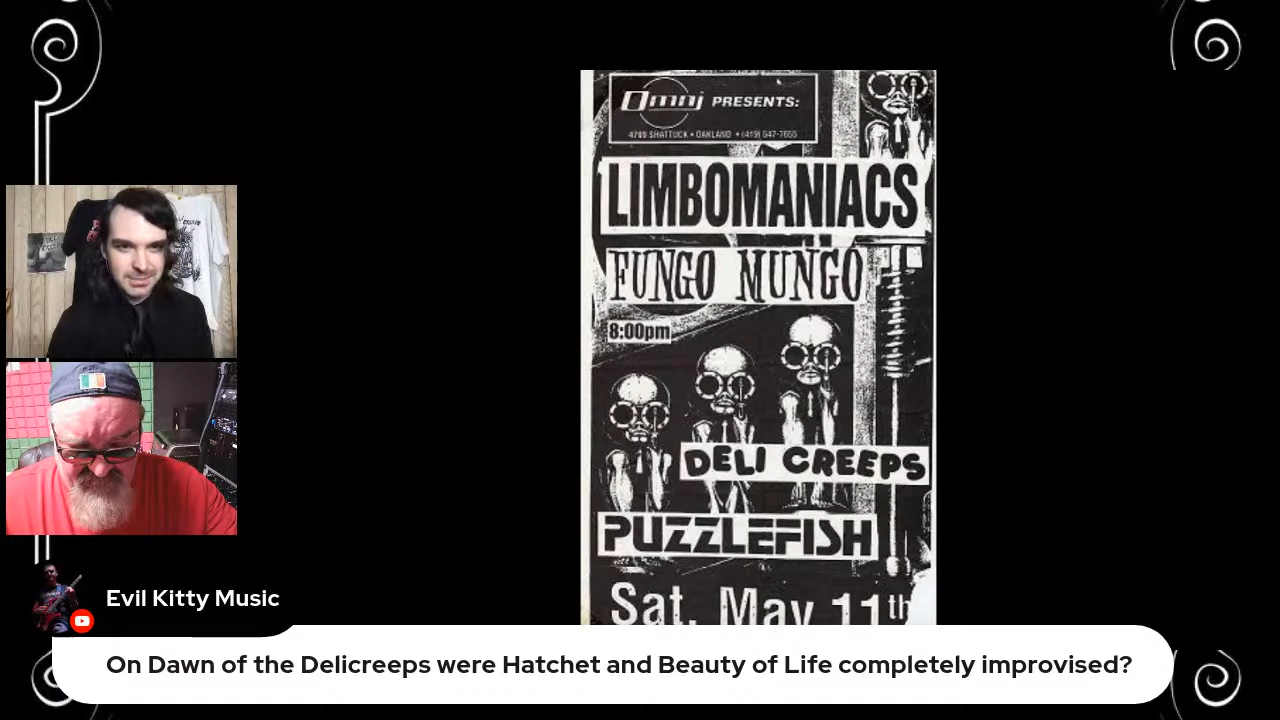 Omni PRESENTS:
4799 SHATTUCK • OAKLAND • (415) 547-7655
LIMBOMANIACS
FUNGO MUNGO
8:00pm
DELI CREEPS
PUZZLEFISH
Sat. May 11th
Evil Kitty Music
On Dawn of the Delicreeps were Hatchet and Beauty of Life completely improvised?